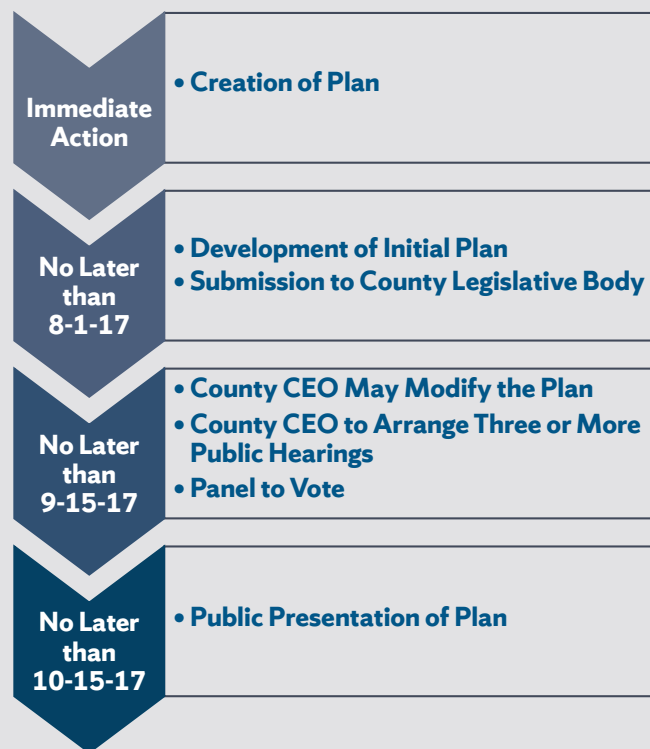 Immediate
Action
• Creation of Plan
No Later
than
8-1-17
• Development of Initial Plan
• Submission to County Legislative Body
No Later
than
9-15-17
• County CEO May Modify the Plan
• County CEO to Arrange Three or More
Public Hearings
• Panel to Vote
No Later
than
10-15-17
• Public Presentation of Plan